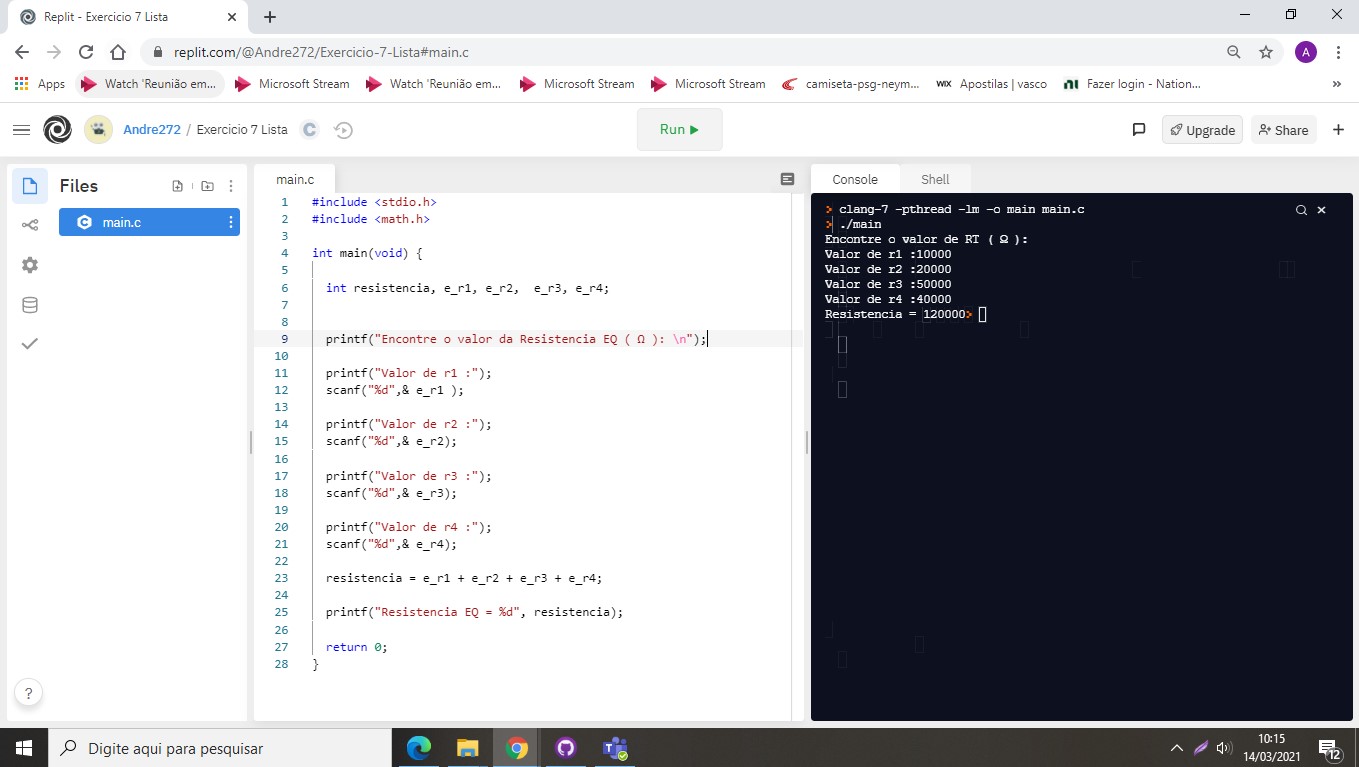 Replit - Exercicio 7 Lista
replit.com/@Andre272/Exercicio-7-Lista#main.c
A
Apps Watch 'Reunião em... Microsoft Stream Watch 'Reunião em... Microsoft Stream Microsoft Stream camiseta-psg-neym... WIX Apostilas | vasco Fazer login - Nation... »
Andre272 / Exercicio 7 Lista C
Run
Upgrade Share
Files
main.c
main.c
1 #include <stdio.h>
2 #include <math.h>
3
4 int main(void) {
5
6 int resistencia, e_r1, e_r2,  e_r3, e_r4;
7
8
9 printf("Encontre o valor da Resistencia EQ ( Ω ): \n");
10
11 printf("Valor de r1 :");
12 scanf("%d",& e_r1 );
13
14 printf("Valor de r2 :");
15 scanf("%d",& e_r2);
16
17 printf("Valor de r3 :");
18 scanf("%d",& e_r3);
19
20 printf("Valor de r4 :");
21 scanf("%d",& e_r4);
22
23 resistencia = e_r1 + e_r2 + e_r3 + e_r4;
24
25 printf("Resistencia EQ = %d", resistencia);
26
27 return 0;
28 }
Console Shell
> clang-7 -pthread -lm -o main main.c
> ./main
Encontre o valor de RT ( Ω ):
Valor de r1 :10000
Valor de r2 :20000
Valor de r3 :50000
Valor de r4 :40000
Resistencia = 120000>
?
Digite aqui para pesquisar
10:15
14/03/2021
12